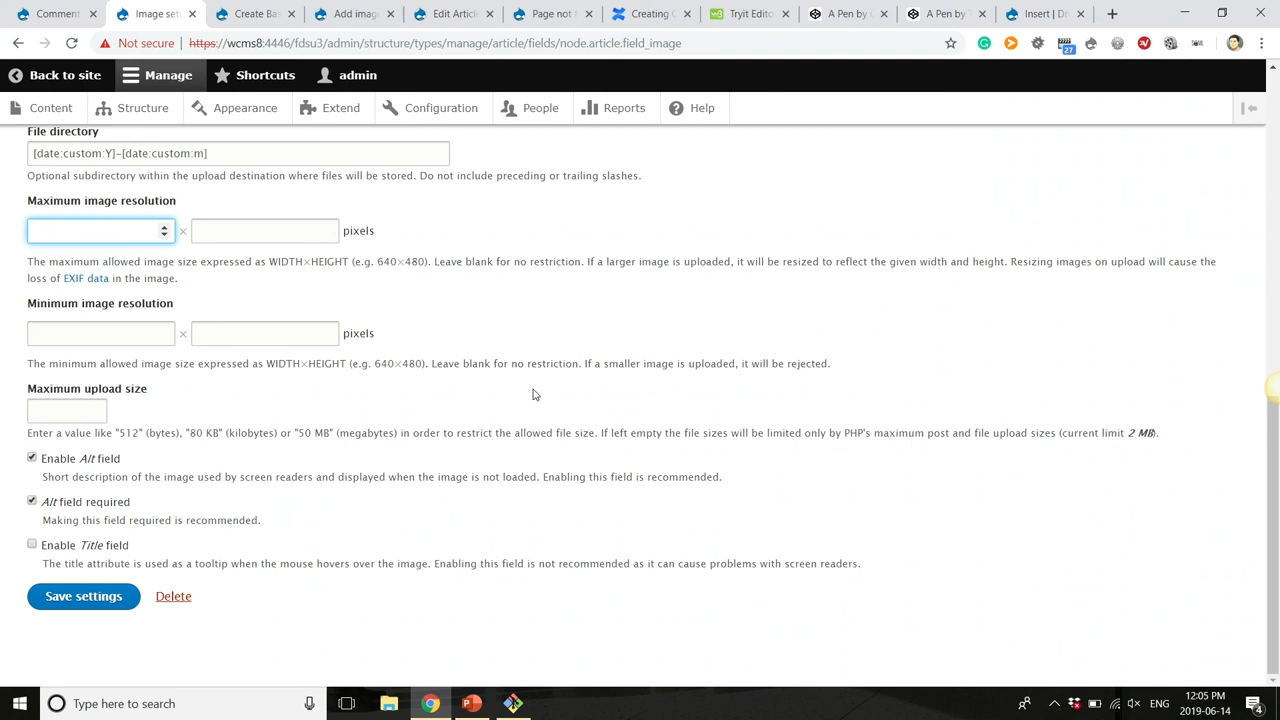 Comment
Image set
Create Bas
Add image
Edit Article
Page not f
Creating C
Tryit Edito
A Pen by C
A Pen by
Insert | Dr
Not secure
https://wcms8:4446/fdsu3/admin/structure/types/manage/article/fields/node.article.field_image
27
Back to site
Manage
Shortcuts
admin
Content
Structure
Appearance
Extend
Configuration
People
Reports
Help
File directory
[date:custom:Y]-[date:custom:m]
Optional subdirectory within the upload destination where files will be stored. Do not include preceding or trailing slashes.
Maximum image resolution
× pixels
The maximum allowed image size expressed as WIDTH×HEIGHT (e.g. 640×480). Leave blank for no restriction. If a larger image is uploaded, it will be resized to reflect the given width and height. Resizing images on upload will cause the
loss of EXIF data in the image.
Minimum image resolution
× pixels
The minimum allowed image size expressed as WIDTH×HEIGHT (e.g. 640×480). Leave blank for no restriction. If a smaller image is uploaded, it will be rejected.
Maximum upload size
Enter a value like "512" (bytes), "80 KB" (kilobytes) or "50 MB" (megabytes) in order to restrict the allowed file size. If left empty the file sizes will be limited only by PHP's maximum post and file upload sizes (current limit 2 MB).
Enable Alt field
Short description of the image used by screen readers and displayed when the image is not loaded. Enabling this field is recommended.
Alt field required
Making this field required is recommended.
Enable Title field
The title attribute is used as a tooltip when the mouse hovers over the image. Enabling this field is not recommended as it can cause problems with screen readers.
Save settings
Delete
Type here to search
ENG
12:05 PM
2019-06-14
4